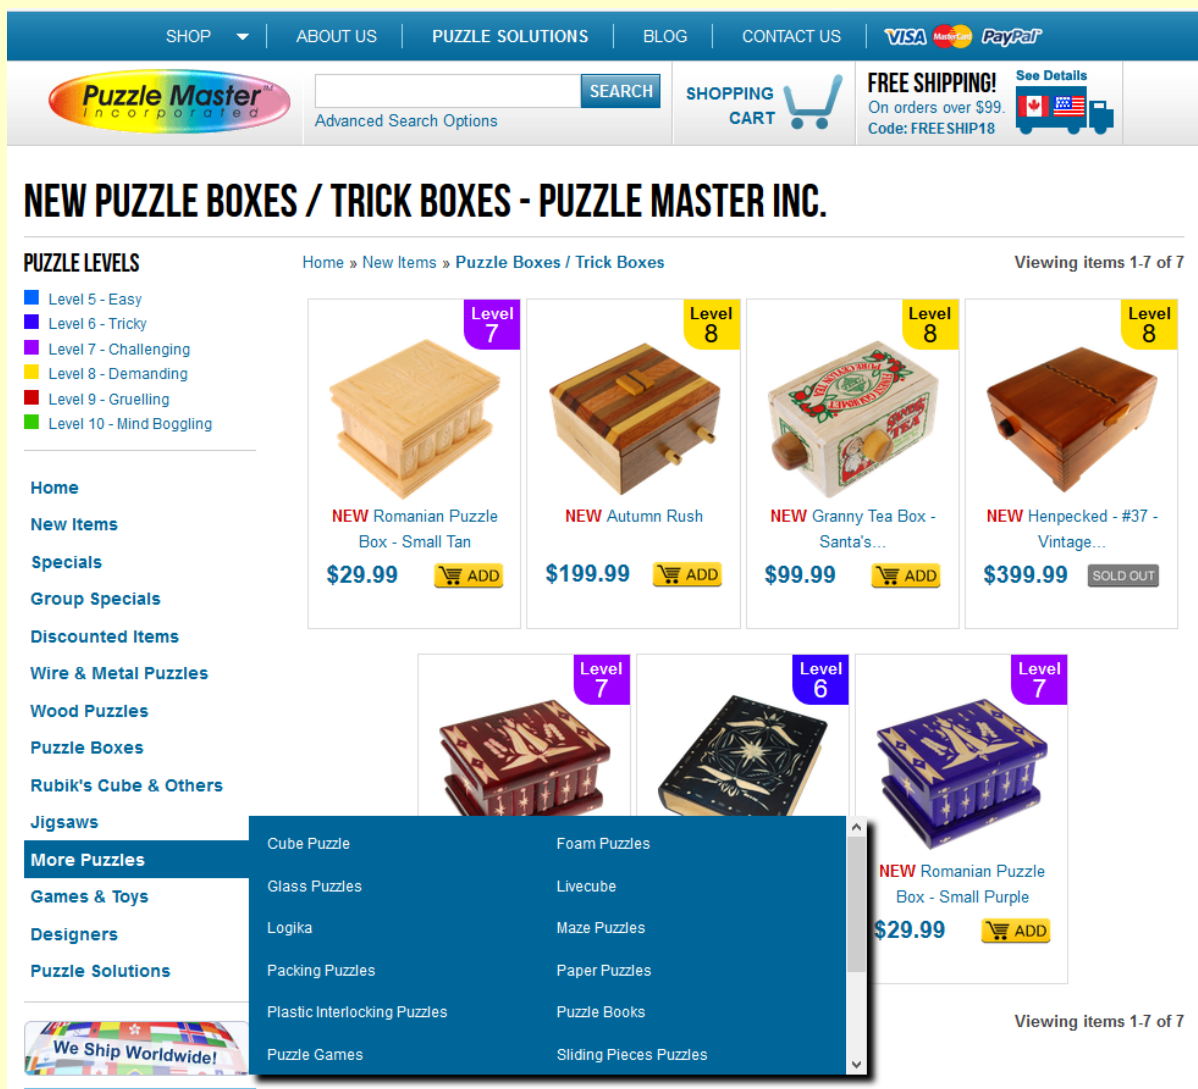 SHOP
ABOUT US
PUZZLE SOLUTIONS
BLOG
CONTACT US
VISA MasterCard PayPal
Puzzle Master
Incorporated
SEARCH
Advanced Search Options
SHOPPING
CART
FREE SHIPPING!
On orders over $99.
Code: FREESHIP18
See Details
NEW PUZZLE BOXES / TRICK BOXES - PUZZLE MASTER INC.
PUZZLE LEVELS
Level 5 - Easy
Level 6 - Tricky
Level 7 - Challenging
Level 8 - Demanding
Level 9 - Gruelling
Level 10 - Mind Boggling
Home
New Items
Specials
Group Specials
Discounted Items
Wire & Metal Puzzles
Wood Puzzles
Puzzle Boxes
Rubik's Cube & Others
Jigsaws
More Puzzles
Games & Toys
Designers
Puzzle Solutions
We Ship Worldwide!
Home » New Items » Puzzle Boxes / Trick Boxes
Viewing items 1-7 of 7
Level
7
NEW Romanian Puzzle
Box - Small Tan
$29.99
ADD
Level
8
NEW Autumn Rush
$199.99
ADD
Level
8
PURE CEYLON TEA
FINEST GOURMET
TEA
NEW Granny Tea Box -
Santa's...
$99.99
ADD
Level
8
NEW Henpecked - #37 -
Vintage...
$399.99
SOLD OUT
Level
7
Level
6
Level
7
NEW Romanian Puzzle
Box - Small Purple
$29.99
ADD
Cube Puzzle
Foam Puzzles
Glass Puzzles
Livecube
Logika
Maze Puzzles
Packing Puzzles
Paper Puzzles
Plastic Interlocking Puzzles
Puzzle Books
Puzzle Games
Sliding Pieces Puzzles
Viewing items 1-7 of 7